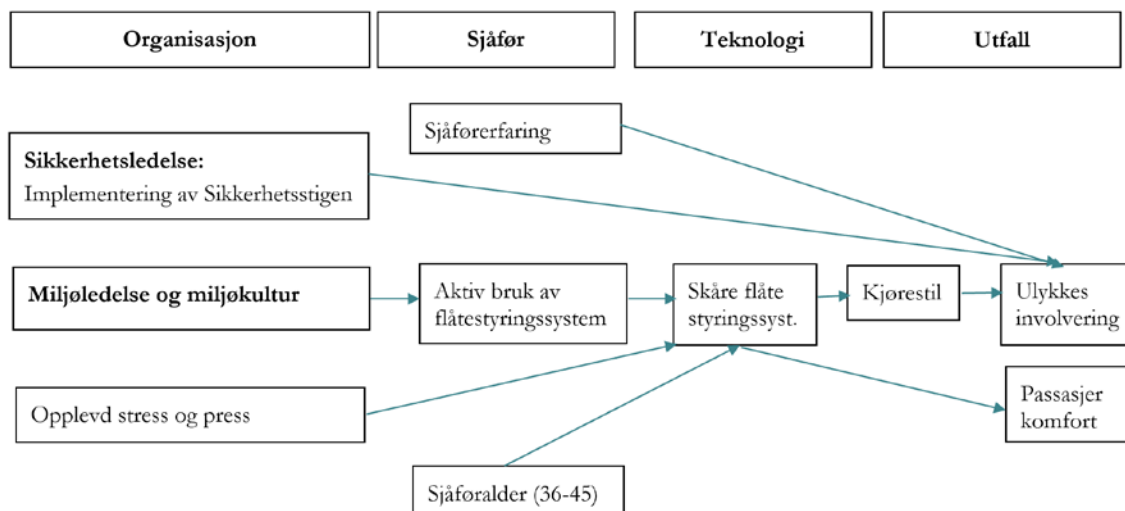 Organisasjon
Sjåfør
Teknologi
Utfall
Sjåførerfaring
Sikkerhetsledelse:
Implementering av Sikkerhetsstigen
Miljøledelse og miljøkultur
Aktiv bruk av
flåtestyringssystem
Skåre flåte
styringssyst.
Kjørestil
Ulykkes
involvering
Opplevd stress og press
Passasjer
komfort
Sjåføralder (36-45)